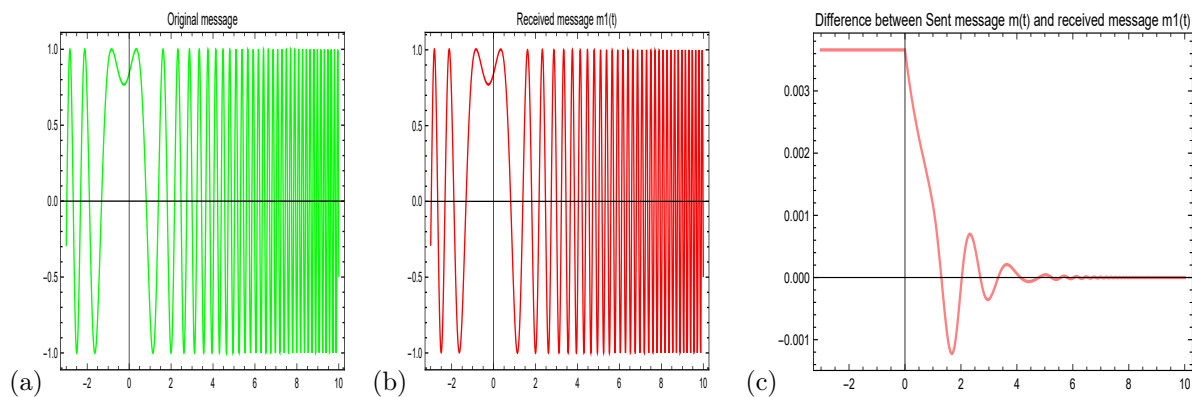 Original message
1.0
0.5
0.0
−0.5
−1.0
−2 0 2 4 6 8 10
(a)
Received message m1(t)
1.0
0.5
0.0
−0.5
−1.0
−2 0 2 4 6 8 10
(b)
Difference between Sent message m(t) and received message m1(t)
0.003
0.002
0.001
0.000
−0.001
−2 0 2 4 6 8 10
(c)